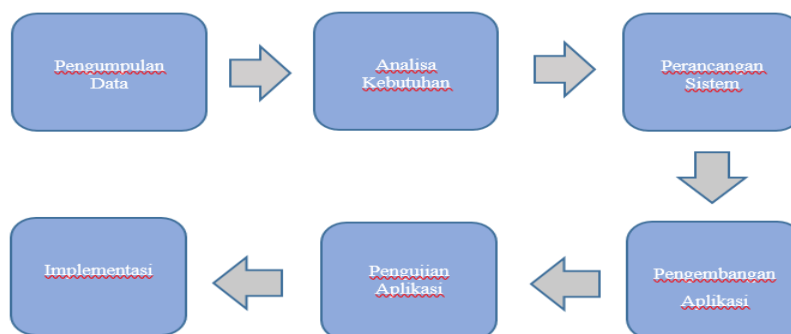 Pengumpulan
Data
Analisa
Kebutuhan
Perancangan
Sistem
Pengembangan
Aplikasi
Pengujian
Aplikasi
Implementasi